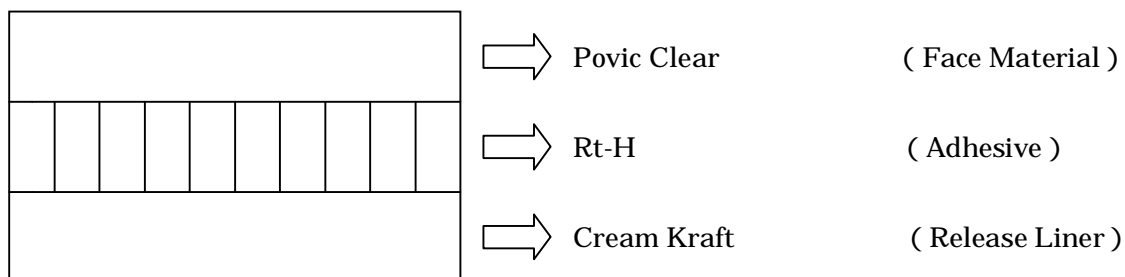 Povic Clear ( Face Material )
Rt-H ( Adhesive )
Cream Kraft ( Release Liner )